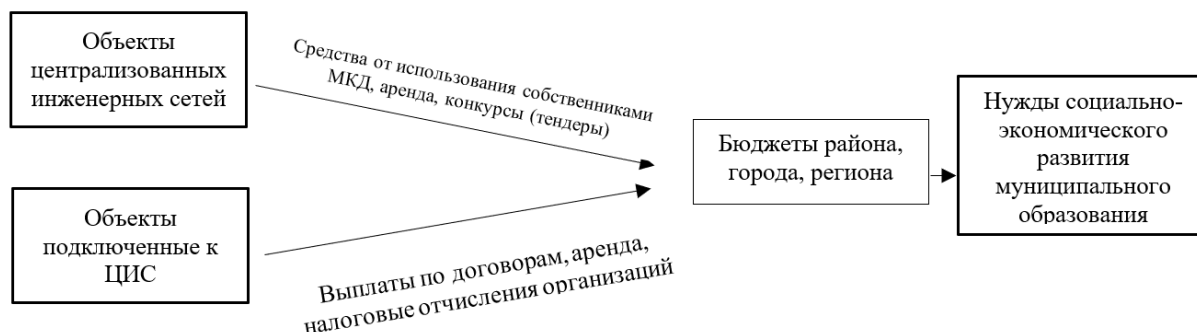 Объекты
централизованных
инженерных сетей
Средства от использования собственниками
МКД, аренда, конкурсы (тендеры)
Объекты
подключенные к
ЦИС
Выплаты по договорам, аренда,
налоговые отчисления организаций
Бюджеты района,
города, региона
Нужды социально-
экономического
развития
муниципального
образования